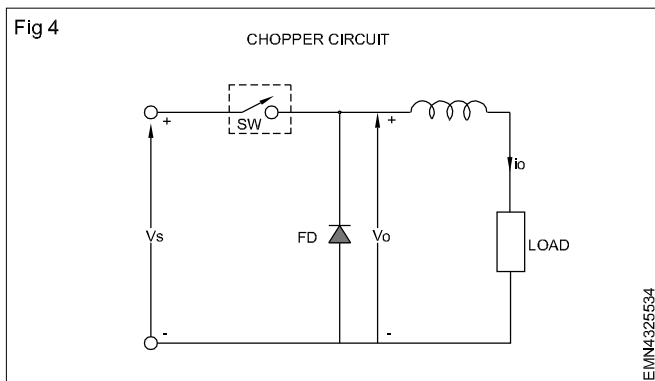 Fig 4
CHOPPER CIRCUIT
+
SW
+
io
Vs
FD
Vo
LOAD
-
-
EMN4325534